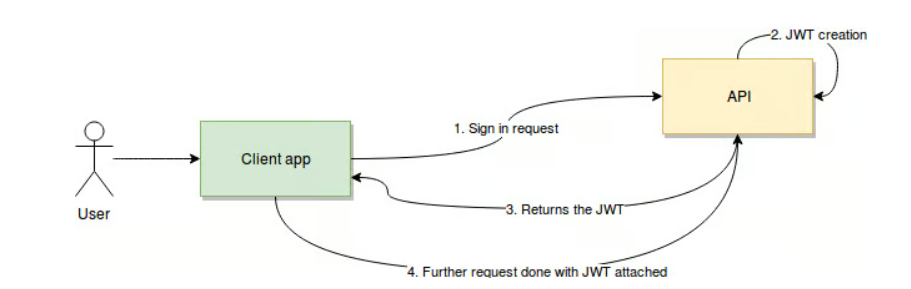 2. JWT creation
API
1. Sign in request
Client app
User
3. Returns the JWT
4. Further request done with JWT attached